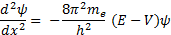 d²ψ/dx² = − 8π²mₑ/h² (E − V)ψ